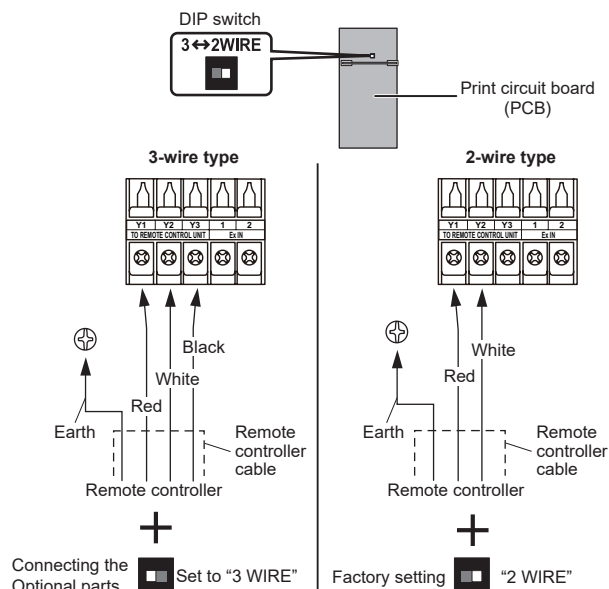 DIP switch
3↔2WIRE
Print circuit board
(PCB)
3-wire type
Y1 Y2 Y3 1 2
TO REMOTE CONTROL UNIT Ex IN
Black
White
Red
Earth
Remote
controller
cable
Remote controller
+
Connecting the
Optional parts
Set to “3 WIRE”
2-wire type
Y1 Y2 Y3 1 2
TO REMOTE CONTROL UNIT Ex IN
White
Red
Earth
Remote
controller
cable
Remote controller
+
Factory setting
“2 WIRE”